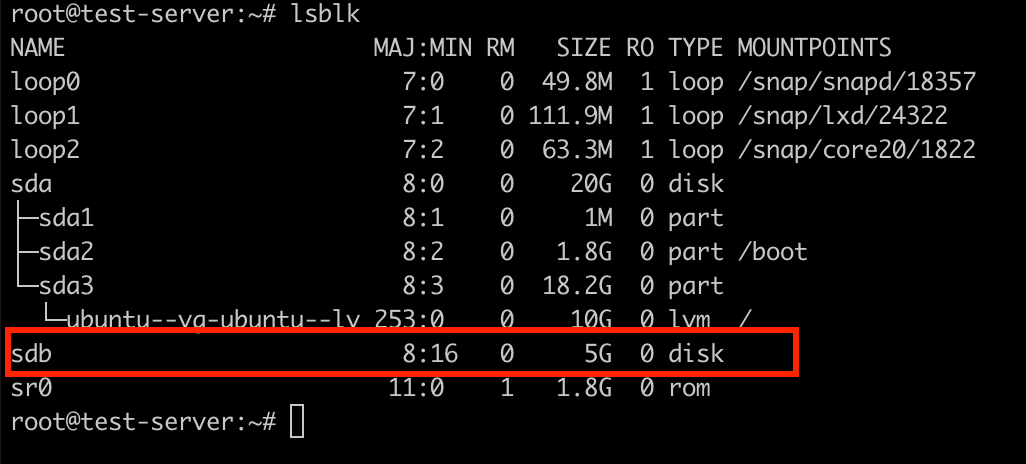 root@test-server:~# lsblk
NAME                      MAJ:MIN RM   SIZE RO TYPE MOUNTPOINTS
loop0                       7:0    0  49.8M  1 loop /snap/snapd/18357
loop1                       7:1    0 111.9M  1 loop /snap/lxd/24322
loop2                       7:2    0  63.3M  1 loop /snap/core20/1822
sda                         8:0    0    20G  0 disk
├─sda1                      8:1    0     1M  0 part
├─sda2                      8:2    0   1.8G  0 part /boot
└─sda3                      8:3    0  18.2G  0 part
  └─ubuntu--vg-ubuntu--lv 253:0    0    10G  0 lvm  /
sdb                         8:16   0     5G  0 disk
sr0                        11:0    1   1.8G  0 rom
root@test-server:~#